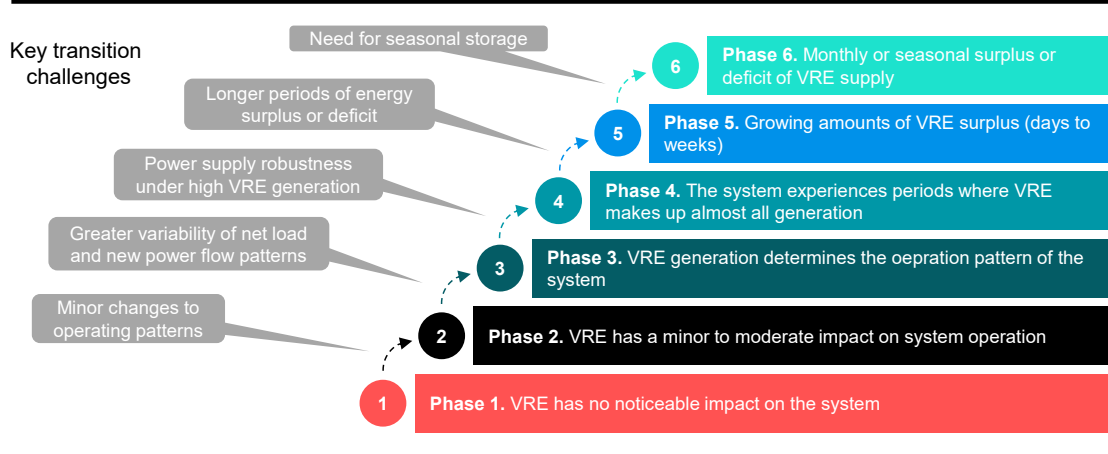 Key transition
challenges
Need for seasonal storage
Longer periods of energy
surplus or deficit
Power supply robustness
under high VRE generation
Greater variability of net load
and new power flow patterns
Minor changes to
operating patterns
6
Phase 6. Monthly or seasonal surplus or
deficit of VRE supply
5
Phase 5. Growing amounts of VRE surplus (days to
weeks)
4
Phase 4. The system experiences periods where VRE
makes up almost all generation
3
Phase 3. VRE generation determines the oepration pattern of the
system
2
Phase 2. VRE has a minor to moderate impact on system operation
1
Phase 1. VRE has no noticeable impact on the system